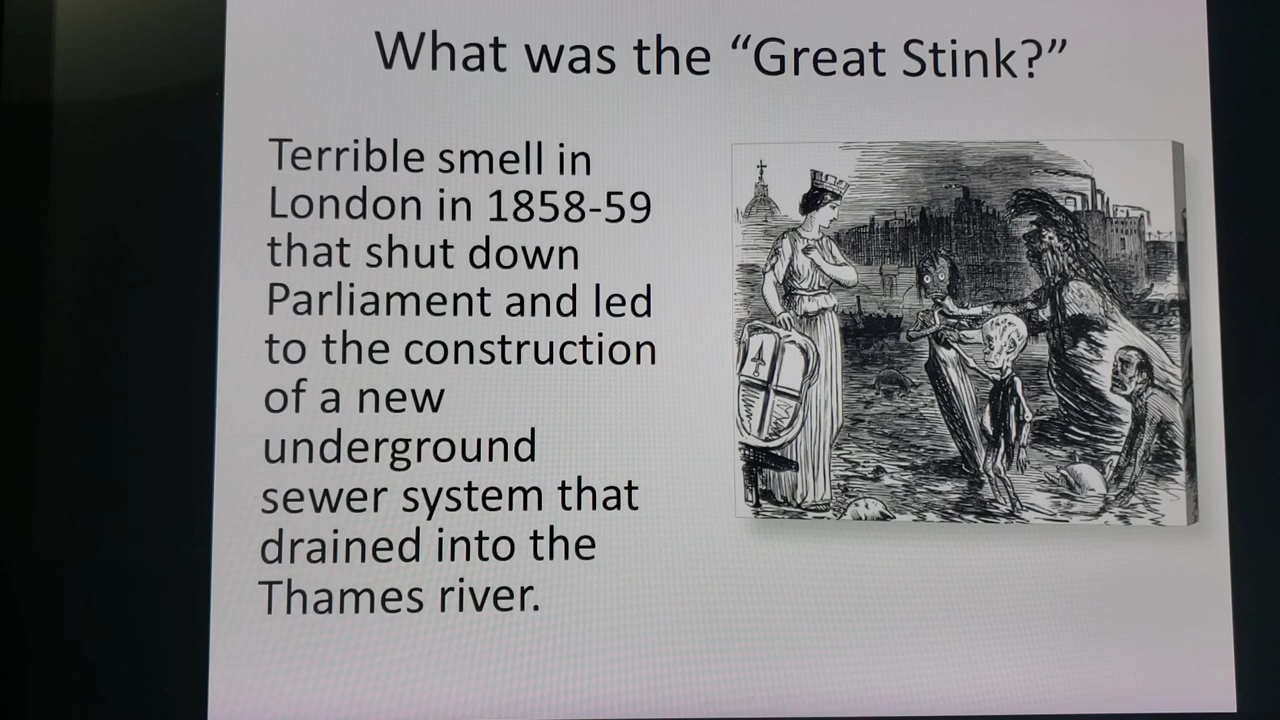 What was the “Great Stink?”
Terrible smell in
London in 1858-59
that shut down
Parliament and led
to the construction
of a new
underground
sewer system that
drained into the
Thames river.